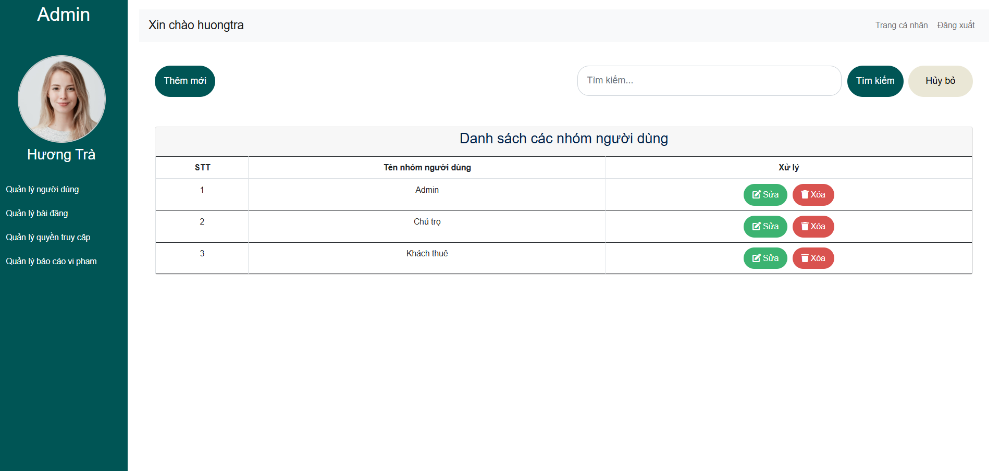 Admin
Hương Trà
Quản lý người dùng
Quản lý bài đăng
Quản lý quyền truy cập
Quản lý báo cáo vi phạm
Xin chào huongtra
Trang cá nhân Đăng xuất
Thêm mới
Tìm kiếm...
Tìm kiếm
Hủy bỏ
Danh sách các nhóm người dùng
STT Tên nhóm người dùng Xử lý
1 Admin Sửa Xóa
2 Chủ trọ Sửa Xóa
3 Khách thuê Sửa Xóa